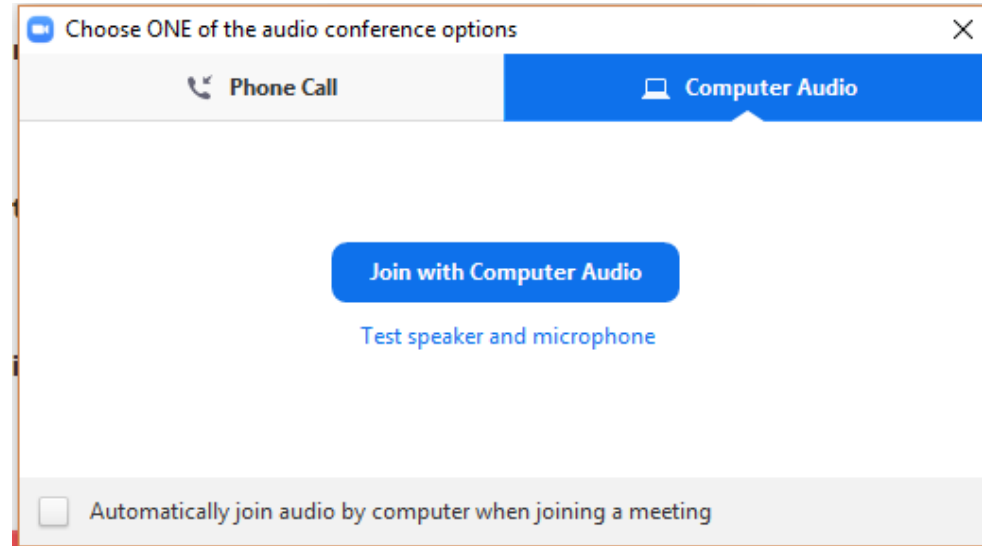 Choose ONE of the audio conference options
Phone Call
Computer Audio
Join with Computer Audio
Test speaker and microphone
Automatically join audio by computer when joining a meeting